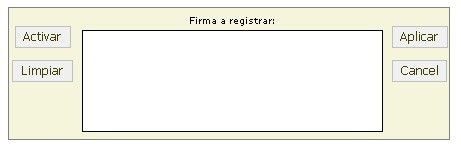 Firma a registrar:
Activar
Aplicar
Limpiar
Cancel